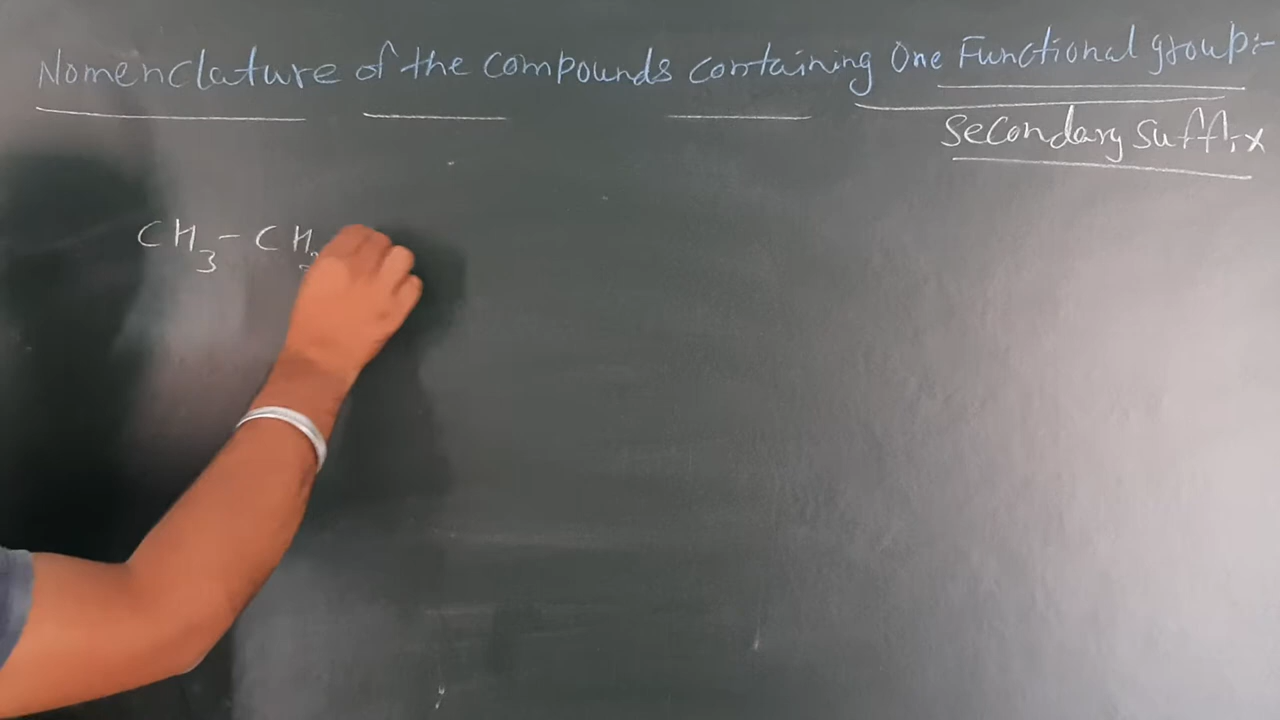 Nomenclature of the compounds containing One Functional group:-
Secondary suffix
CH3-CH